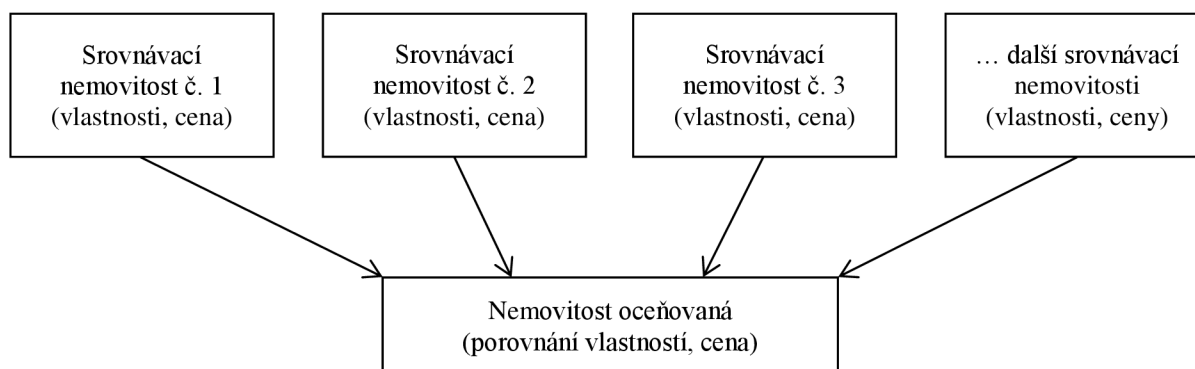 Srovnávací
nemovitost č. 1
(vlastnosti, cena)
Srovnávací
nemovitost č. 2
(vlastnosti, cena)
Srovnávací
nemovitost č. 3
(vlastnosti, cena)
… další srovnávací
nemovitosti
(vlastnosti, ceny)
Nemovitost oceňovaná
(porovnání vlastností, cena)